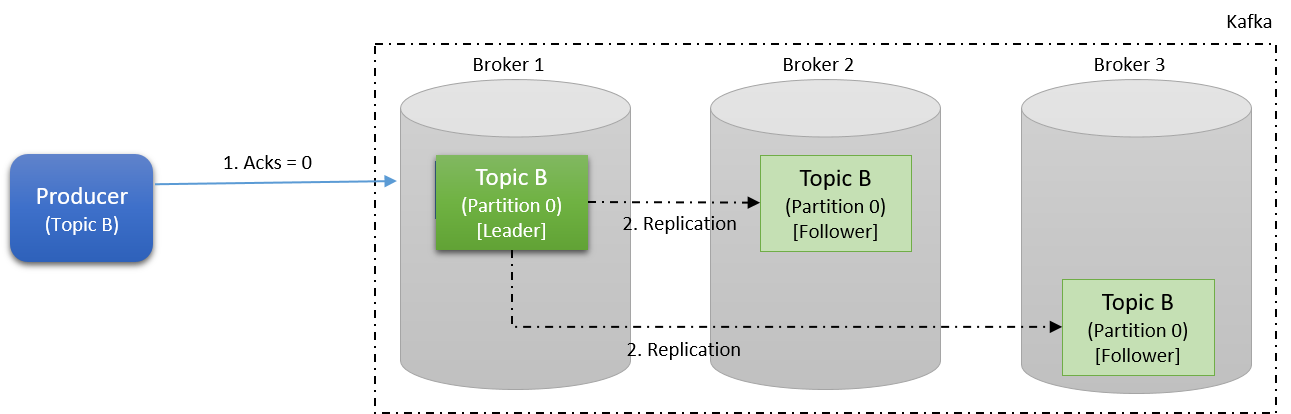 Kafka
Broker 1
Broker 2
Broker 3
Producer
(Topic B)
1. Acks = 0
Topic B
(Partition 0)
[Leader]
2. Replication
Topic B
(Partition 0)
[Follower]
2. Replication
Topic B
(Partition 0)
[Follower]